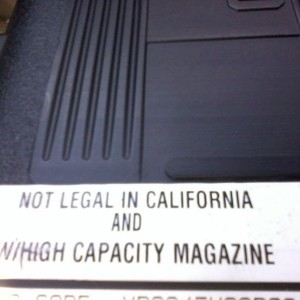 NOT LEGAL IN CALIFORNIA
AND
W/HIGH CAPACITY MAGAZINE